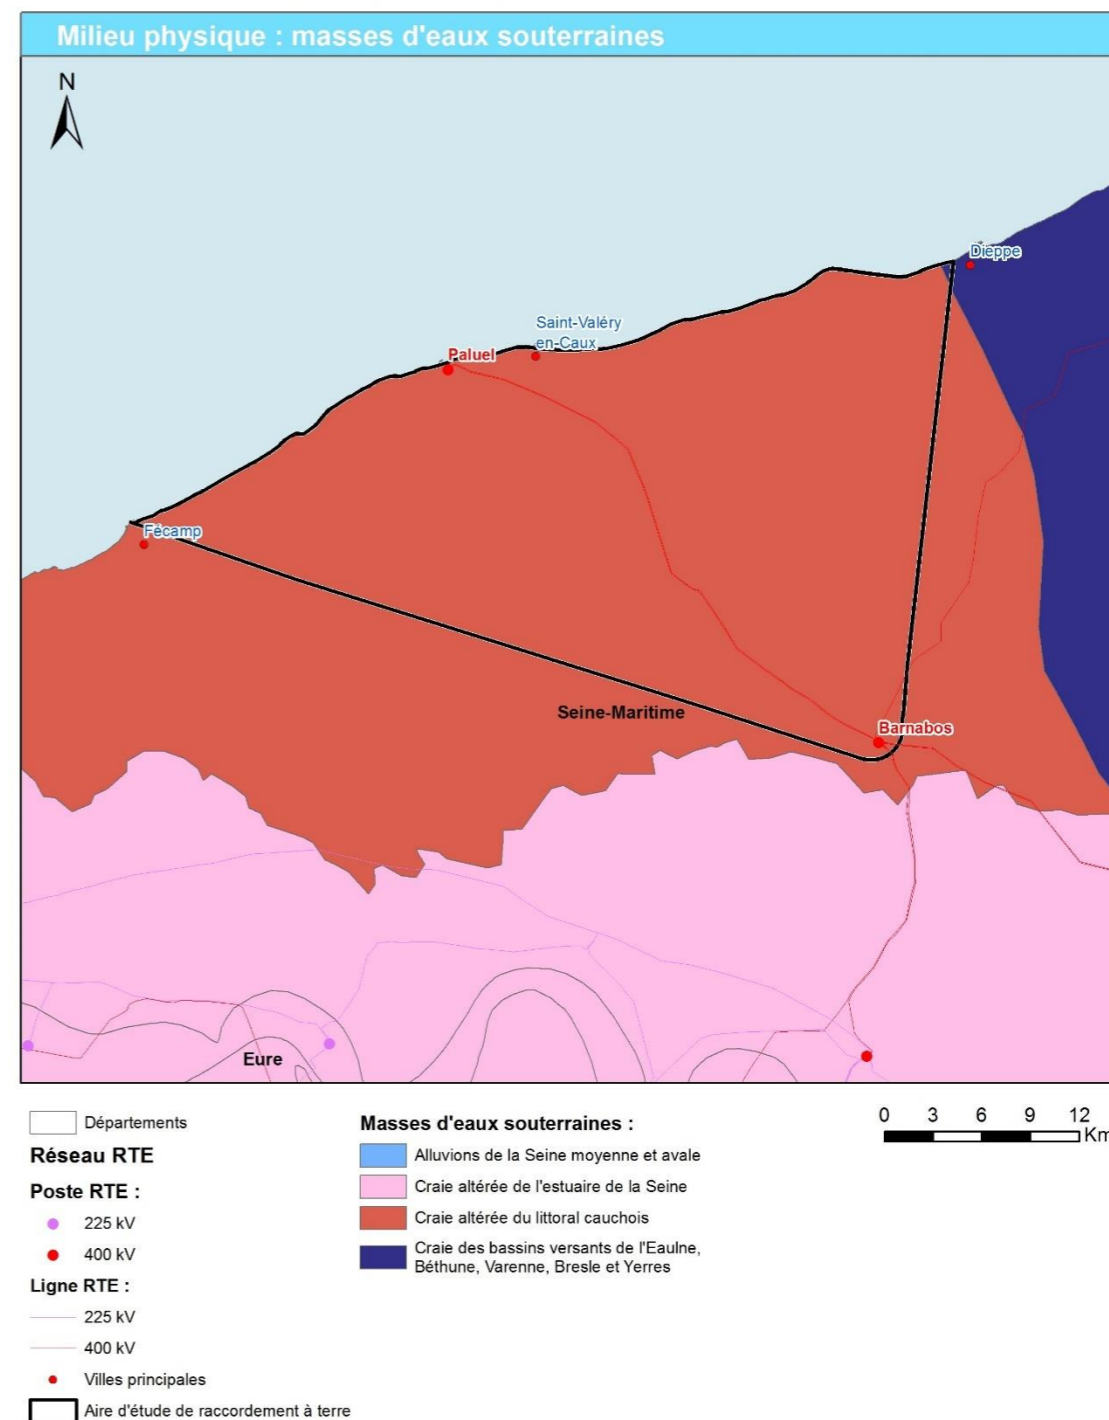 Milieu physique : masses d'eaux souterraines
N
Dieppe
Saint-Valéry
en-Caux
Paluel
Fécamp
Seine-Maritime
Barnabos
Eure
Départements
Réseau RTE
Poste RTE :
225 kV
400 kV
Ligne RTE :
225 kV
400 kV
Villes principales
Aire d'étude de raccordement à terre
Masses d'eaux souterraines :
Alluvions de la Seine moyenne et avale
Craie altérée de l'estuaire de la Seine
Craie altérée du littoral cauchois
Craie des bassins versants de l'Eaulne,
Béthune, Varenne, Bresle et Yerres
0 3 6 9 12
Km